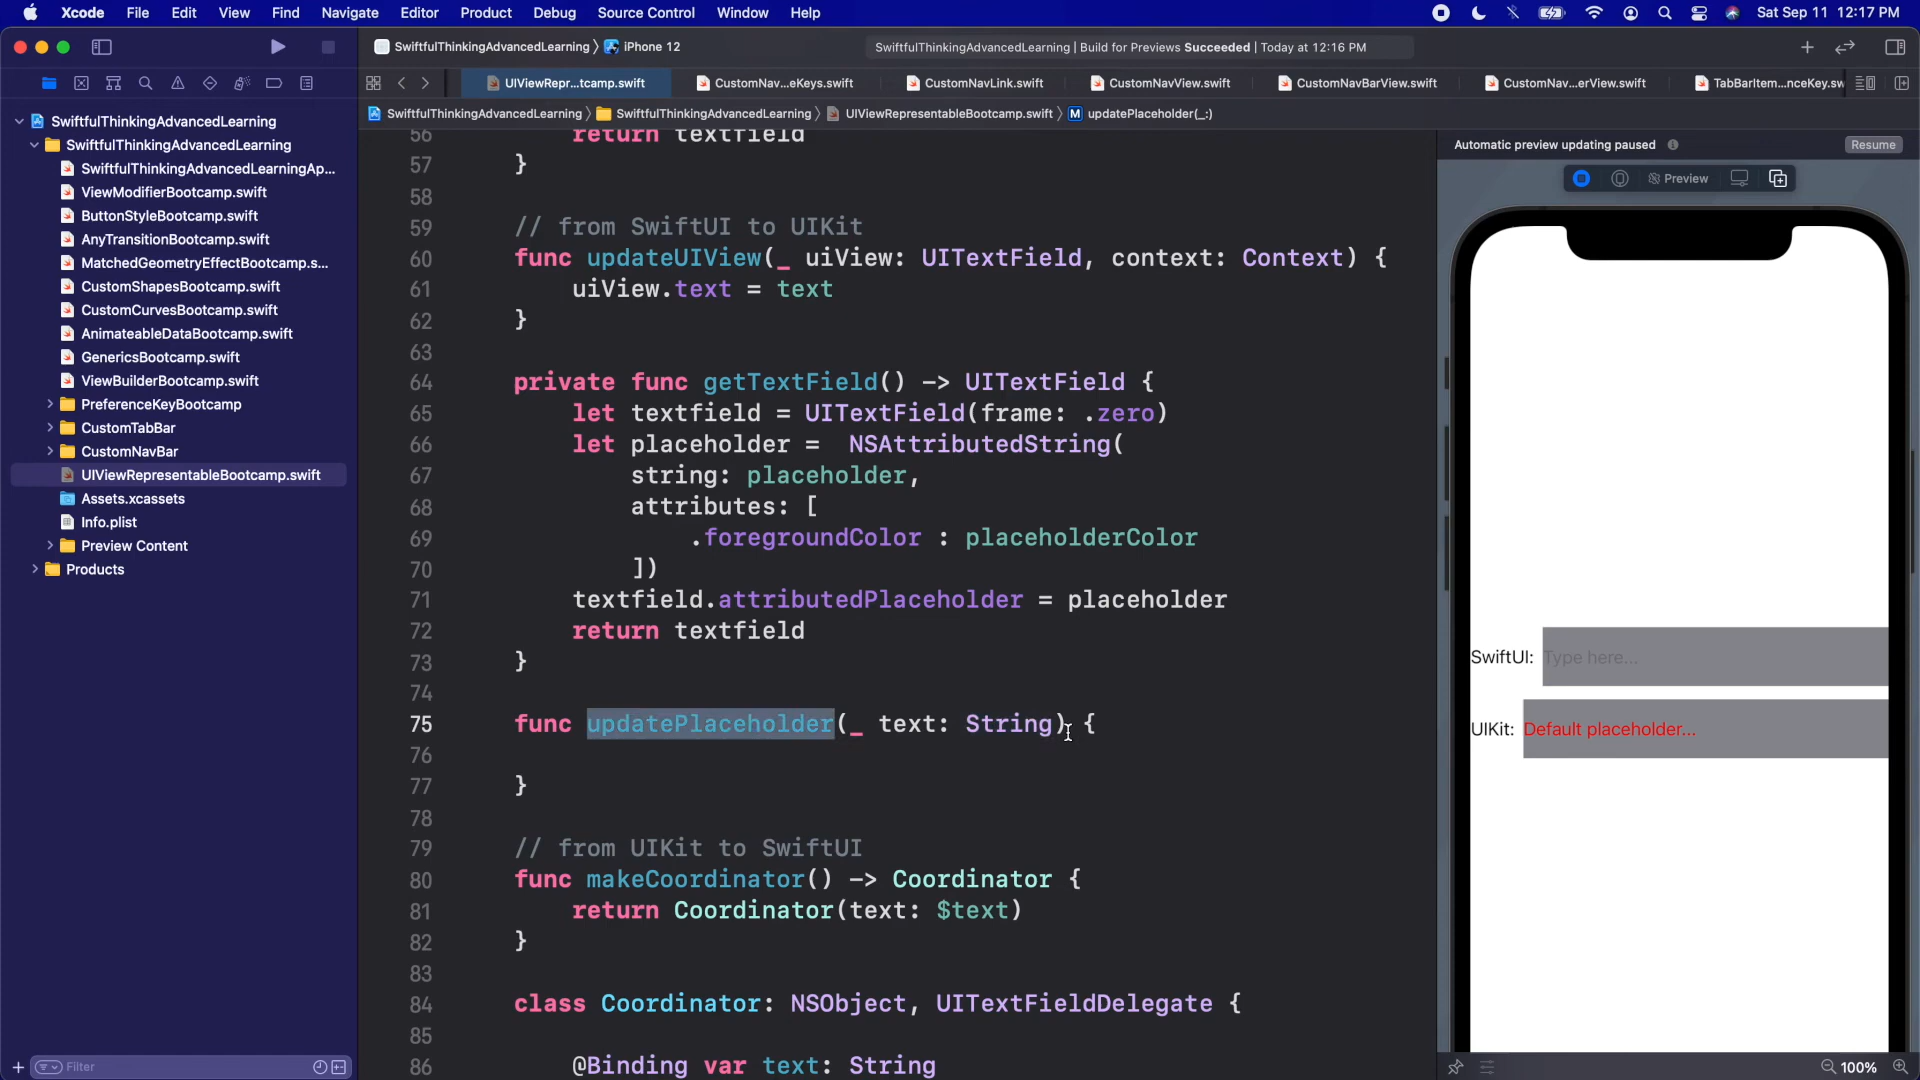 Xcode File Edit View Find Navigate Editor Product Debug Source Control Window Help Sat Sep 11 12:17 PM
SwiftfulThinkingAdvancedLearning iPhone 12 SwiftfulThinkingAdvancedLearning | Build for Previews Succeeded | Today at 12:16 PM
UIViewRepr...tcamp.swift CustomNav...eKeys.swift CustomNavLink.swift CustomNavView.swift CustomNavBarView.swift CustomNav...erView.swift TabBarItem...nceKey.sw
SwiftfulThinkingAdvancedLearning SwiftfulThinkingAdvancedLearning UIViewRepresentableBootcamp.swift M updatePlaceholder(_:)
SwiftfulThinkingAdvancedLearning
SwiftfulThinkingAdvancedLearning
SwiftfulThinkingAdvancedLearningAp...
ViewModifierBootcamp.swift
ButtonStyleBootcamp.swift
AnyTransitionBootcamp.swift
MatchedGeometryEffectBootcamp.s...
CustomShapesBootcamp.swift
CustomCurvesBootcamp.swift
AnimateableDataBootcamp.swift
GenericsBootcamp.swift
ViewBuilderBootcamp.swift
PreferenceKeyBootcamp
CustomTabBar
CustomNavBar
UIViewRepresentableBootcamp.swift
Assets.xcassets
Info.plist
Preview Content
Products
Filter
56 return textfield
57 }
58
59 // from SwiftUI to UIKit
60 func updateUIView(_ uiView: UITextField, context: Context) {
61 uiView.text = text
62 }
63
64 private func getTextField() -> UITextField {
65 let textfield = UITextField(frame: .zero)
66 let placeholder =  NSAttributedString(
67 string: placeholder,
68 attributes: [
69 .foregroundColor : placeholderColor
70 ])
71 textfield.attributedPlaceholder = placeholder
72 return textfield
73 }
74
75 func updatePlaceholder(_ text: String) {
76
77 }
78
79 // from UIKit to SwiftUI
80 func makeCoordinator() -> Coordinator {
81 return Coordinator(text: $text)
82 }
83
84 class Coordinator: NSObject, UITextFieldDelegate {
85
86 @Binding var text: String
Automatic preview updating paused Resume
Preview
SwiftUI: Type here...
UIKit: Default placeholder...
100%